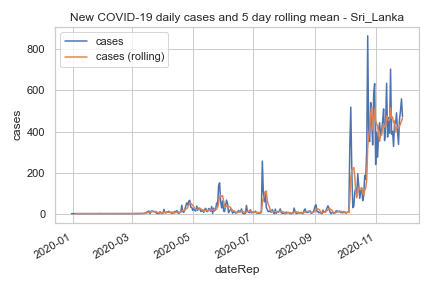 New COVID-19 daily cases and 5 day rolling mean - Sri_Lanka
cases
cases (rolling)
800
600
400
200
0
cases
2020-01
2020-03
2020-05
2020-07
2020-09
2020-11
dateRep